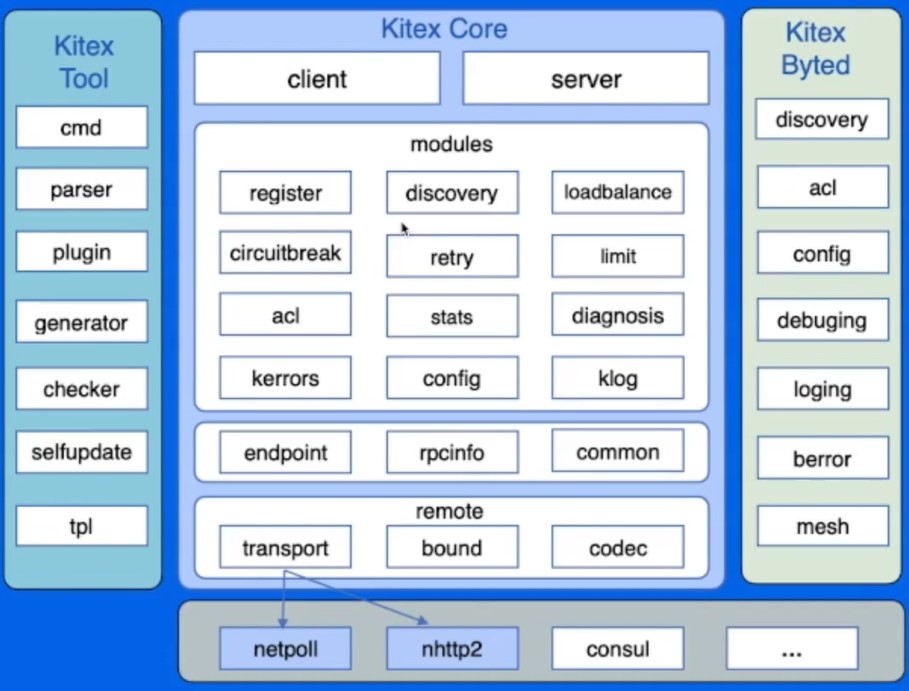 Kitex
Tool
cmd
parser
plugin
generator
checker
selfupdate
tpl
Kitex Core
client
server
modules
register
discovery
loadbalance
circuitbreak
retry
limit
acl
stats
diagnosis
kerrors
config
klog
endpoint
rpcinfo
common
remote
transport
bound
codec
Kitex
Byted
discovery
acl
config
debuging
loging
berror
mesh
netpoll
nhttp2
consul
...